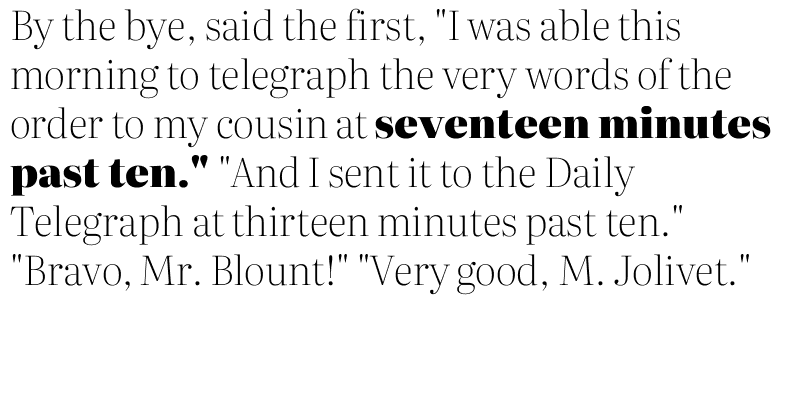 By the bye, said the first, "I was able this
morning to telegraph the very words of the
order to my cousin at seventeen minutes
past ten." "And I sent it to the Daily
Telegraph at thirteen minutes past ten."
"Bravo, Mr. Blount!" "Very good, M. Jolivet."